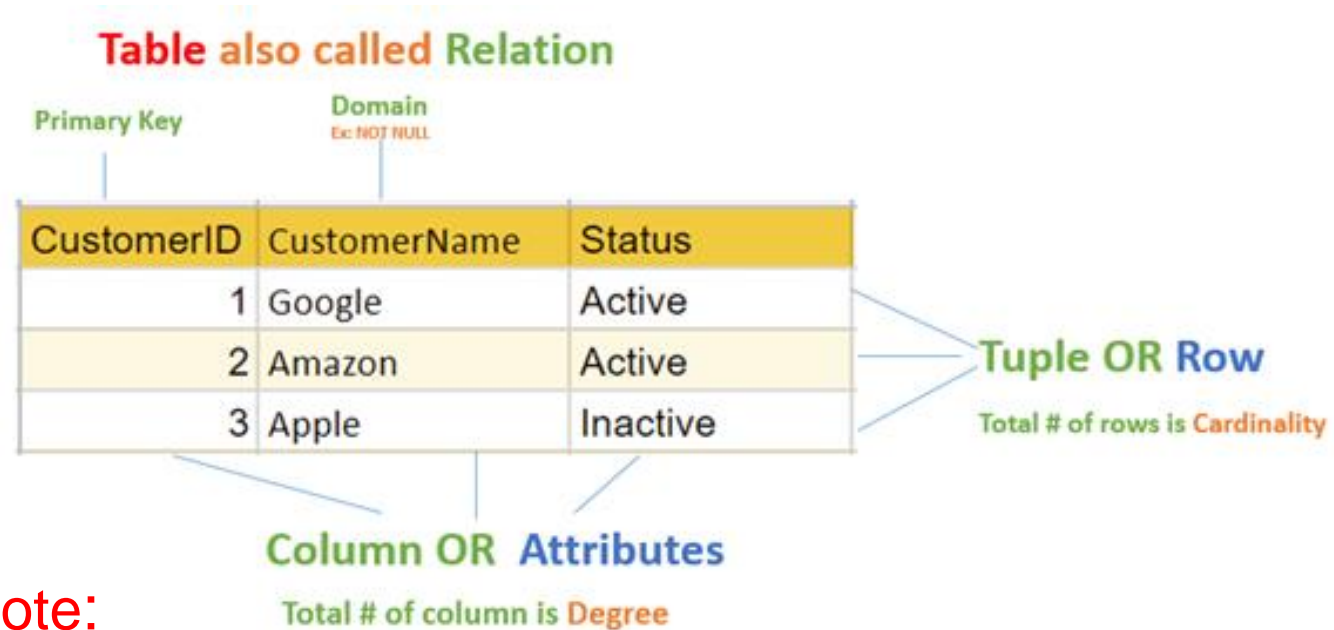 Table also called Relation
Primary Key
Domain
Ex: NOT NULL
CustomerID CustomerName Status
1 Google Active
2 Amazon Active
3 Apple Inactive
Tuple OR Row
Total # of rows is Cardinality
Column OR Attributes
Total # of column is Degree
ote: